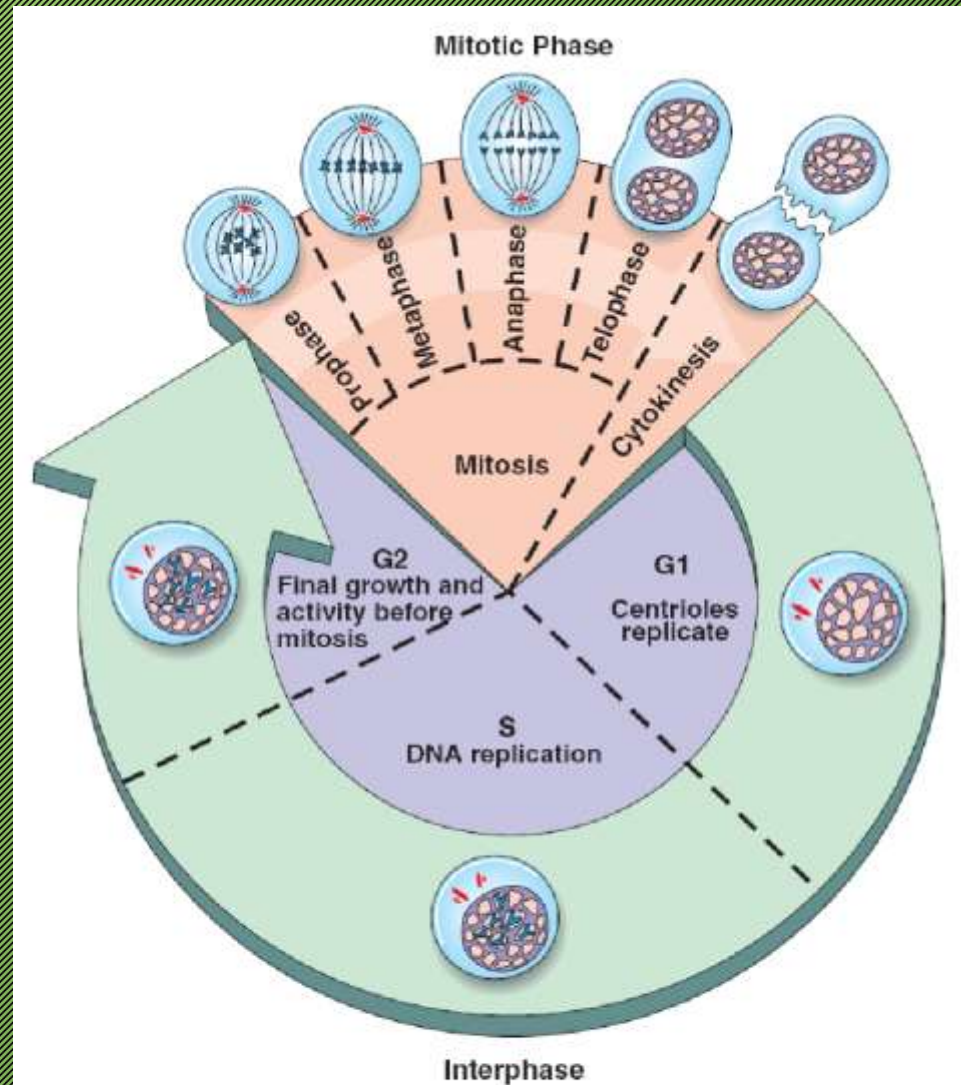 Mitotic Phase
Prophase
Metaphase
Anaphase
Telophase
Cytokinesis
Mitosis
G2
Final growth and
activity before
mitosis
G1
Centrioles
replicate
S
DNA replication
Interphase